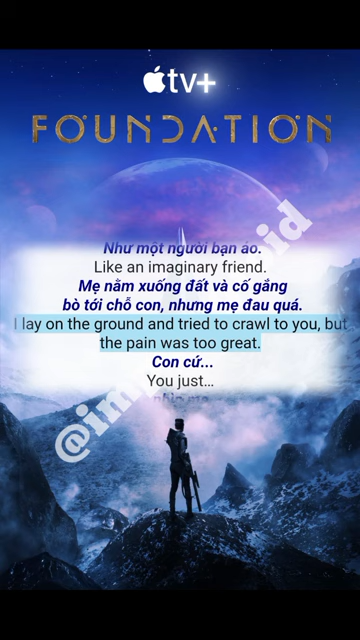 tv+
FOUNDATION
Như một người bạn ảo.
Like an imaginary friend.
Mẹ nằm xuống đất và cố gắng
bò tới chỗ con, nhưng mẹ đau quá.
I lay on the ground and tried to crawl to you, but
the pain was too great.
Con cứ...
You just...